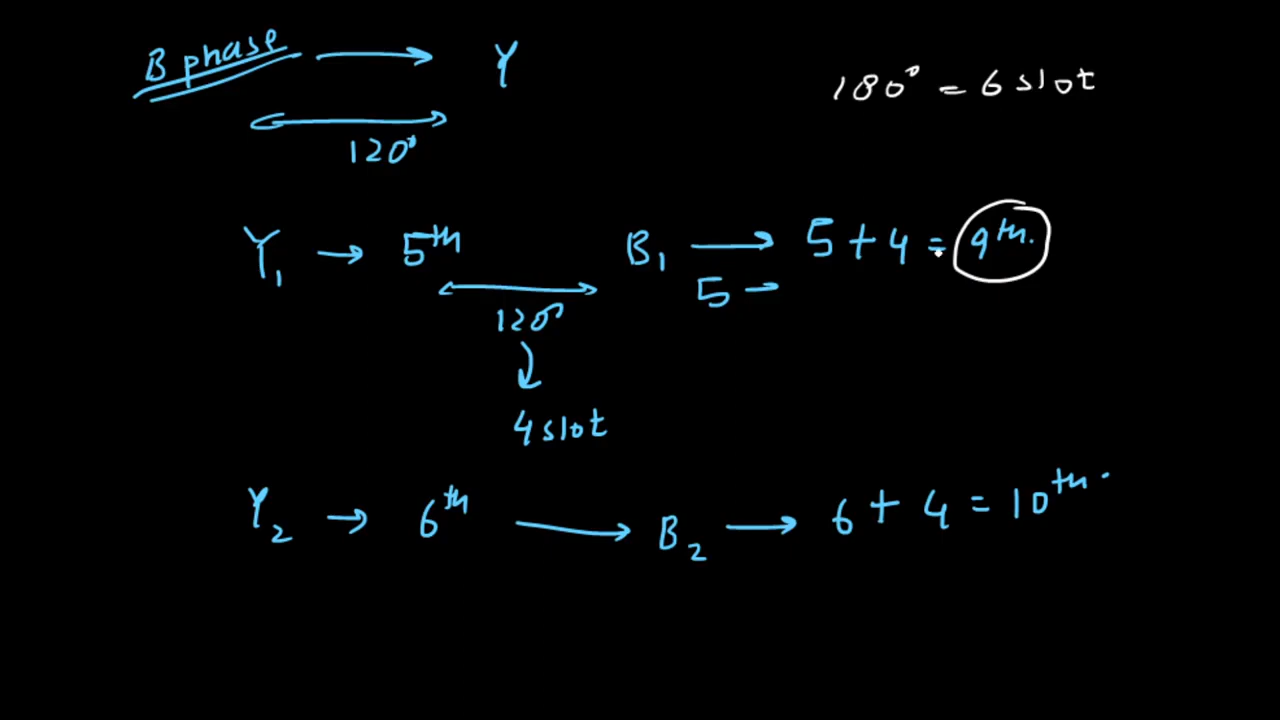 B phase → Y
180° = 6 slot
120°
Y₁ → 5th B₁ → 5 + 4 = 9th.
5 →
120°
4 slot
Y₂ → 6th → B₂ → 6 + 4 = 10th.